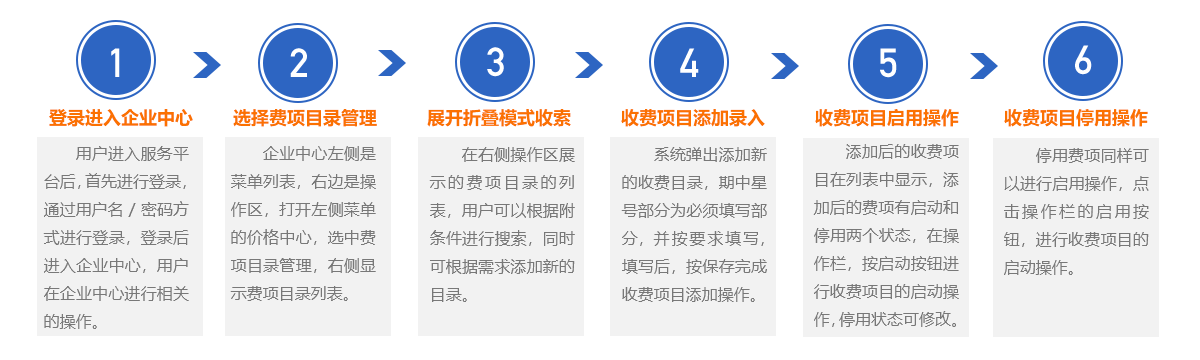 1
登录进入企业中心
用户进入服务平
台后,首先进行登录,
通过用户名 / 密码方
式进行登录，登录后
进入企业中心，用户
在企业中心进行相关
的操作。
2
选择费项目录管理
企业中心左侧是
菜单列表，右边是操
作区，打开左侧菜单
的价格中心，选中费
项目录管理，右侧显
示费项目录列表。
3
展开折叠模式收索
在右侧操作区展
示的费项目录的列
表，用户可以根据附
条件进行搜索，同时
可根据需求添加新的
目录。
4
收费项目添加录入
系统弹出添加新
的收费目录，期中星
号部分为必须填写部
分，并按要求填写，
填写后，按保存完成
收费项目添加操作。
5
收费项目启用操作
添加后的收费项
目在列表中显示，添
加后的费项有启动和
停用两个状态，在操
作栏，按启动按钮进
行收费项目的启动操
作,停用状态可修改。
6
收费项目停用操作
停用费项同样可
以进行启用操作，点
击操作栏的启用按
钮，进行收费项目的
启动操作。